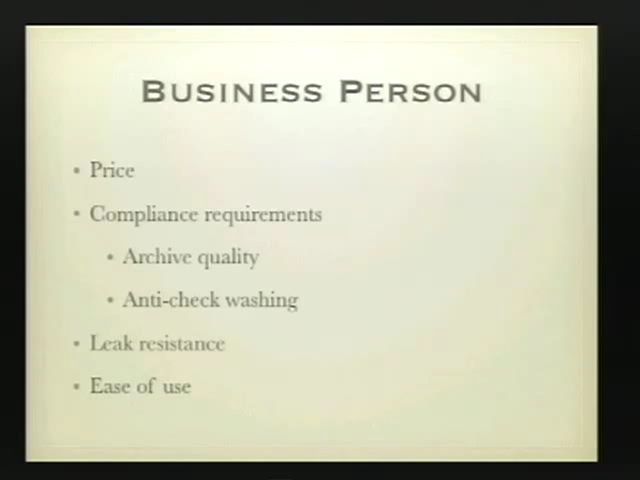 Business Person
• Price
• Compliance requirements
• Archive quality
• Anti-check washing
• Leak resistance
• Ease of use